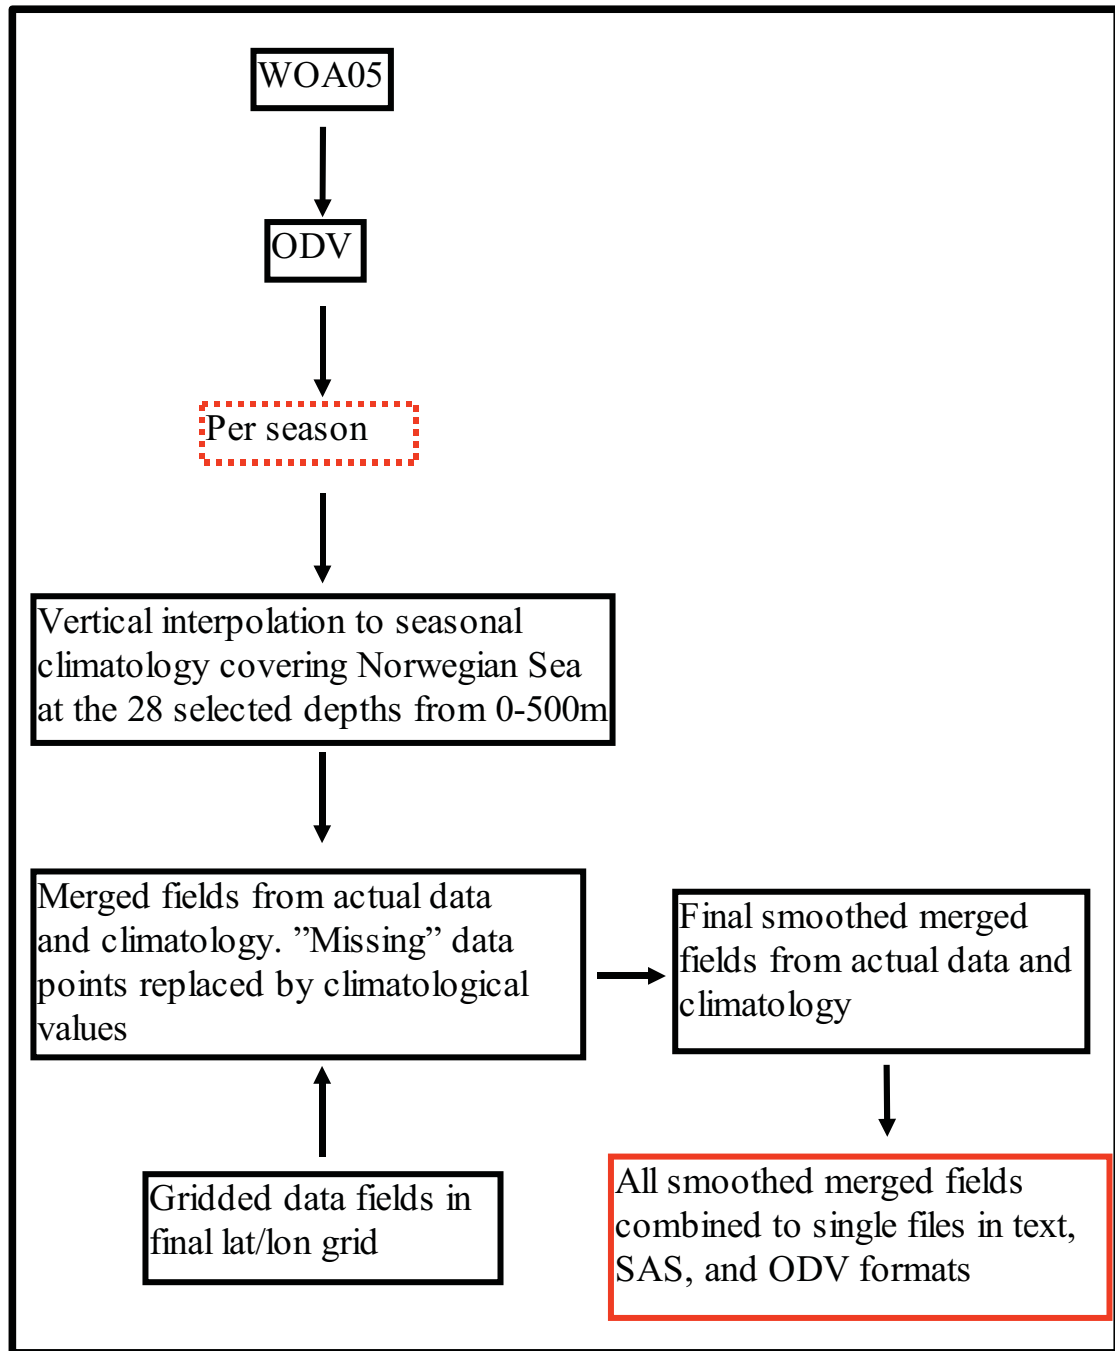 WOA05
ODV
Per season
Vertical interpolation to seasonal
climatology covering Norwegian Sea
at the 28 selected depths from 0-500m
Merged fields from actual data
and climatology. ”Missing” data
points replaced by climatological
values
Final smoothed merged
fields from actual data and
climatology
Gridded data fields in
final lat/lon grid
All smoothed merged fields
combined to single files in text,
SAS, and ODV formats